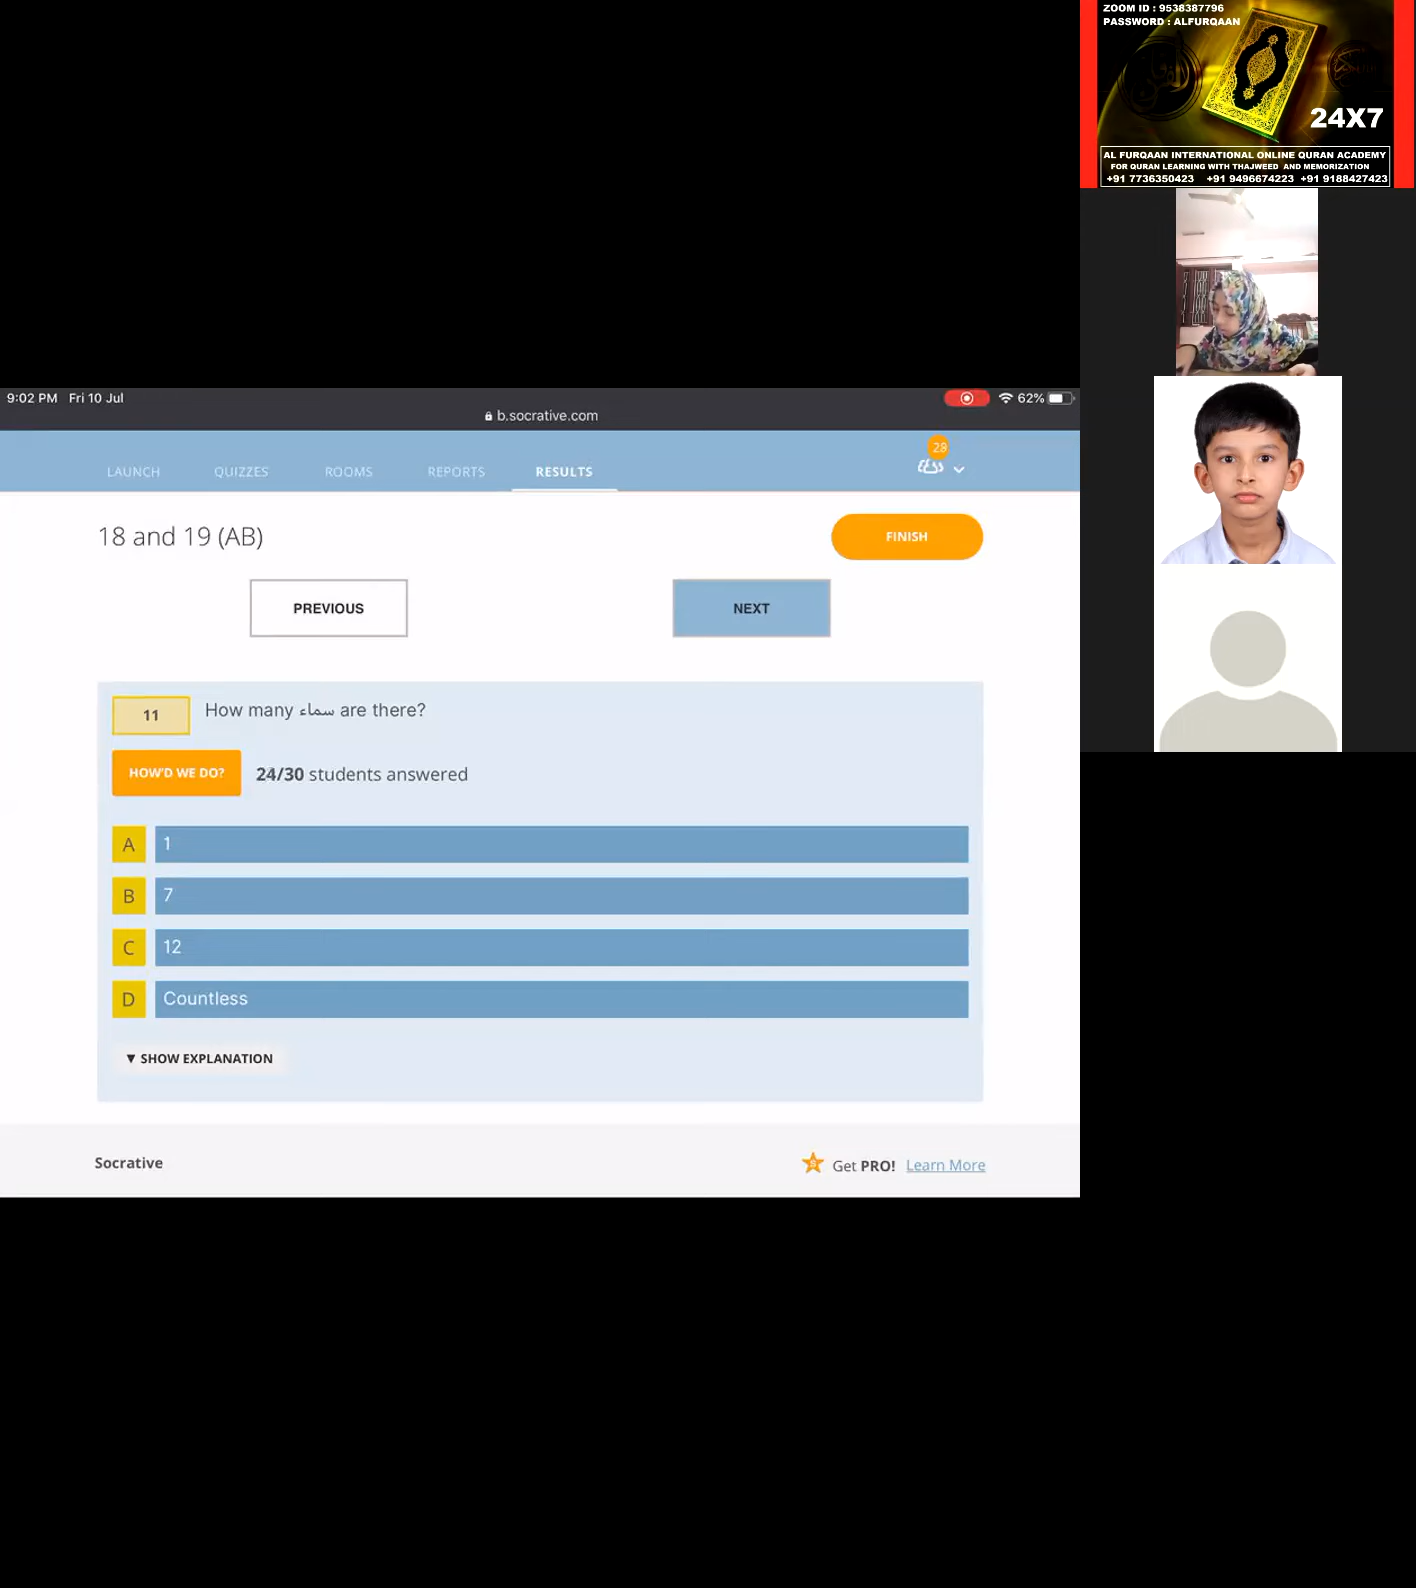 ZOOM ID : 9538387796
PASSWORD : ALFURQAAN
24X7
AL FURQAAN INTERNATIONAL ONLINE QURAN ACADEMY
FOR QURAN LEARNING WITH THAJWEED AND MEMORIZATION
+91 7736350423 +91 9496674223 +91 9188427423
9:02 PM Fri 10 Jul
62%
b.socrative.com
LAUNCH QUIZZES ROOMS REPORTS RESULTS
29
18 and 19 (AB)
FINISH
PREVIOUS
NEXT
11 How many سماء are there?
HOW'D WE DO? 24/30 students answered
A 1
B 7
C 12
D Countless
▼ SHOW EXPLANATION
Socrative
Get PRO! Learn More